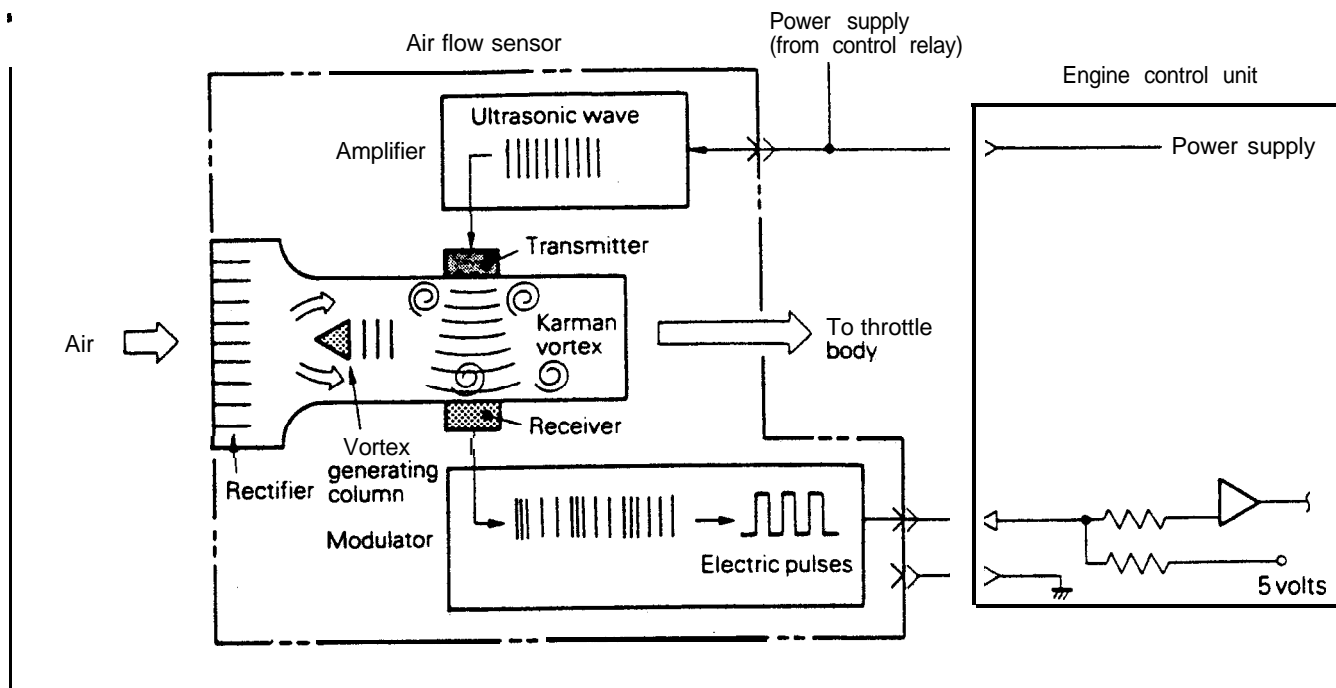 Power supply
(from control relay)
Air flow sensor
Engine control unit
Ultrasonic wave
Amplifier
Power supply
Transmitter
Karman
vortex
Air
To throttle
body
Receiver
Vortex
generating
column
Rectifier
Modulator
Electric pulses
5 volts